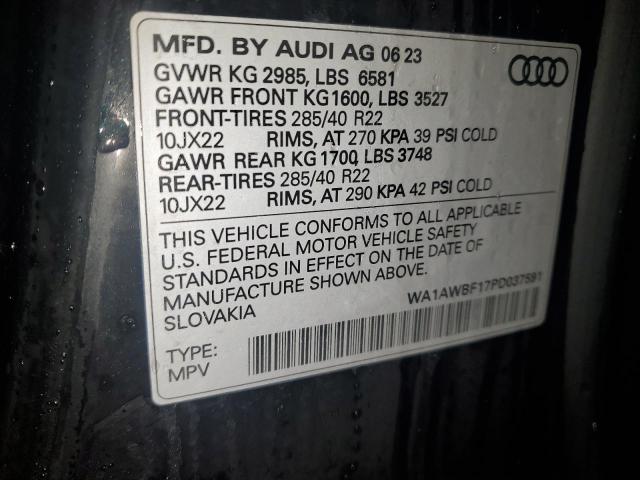 MFD. BY AUDI AG 06 23
GVWR KG 2985, LBS 6581
GAWR FRONT KG 1600, LBS 3527
FRONT-TIRES 285/40 R22
10JX22 RIMS, AT 270 KPA 39 PSI COLD
GAWR REAR KG 1700, LBS 3748
REAR-TIRES 285/40 R22
10JX22 RIMS, AT 290 KPA 42 PSI COLD
THIS VEHICLE CONFORMS TO ALL APPLICABLE
U.S. FEDERAL MOTOR VEHICLE SAFETY
STANDARDS IN EFFECT ON THE DATE OF
MANUFACTURE SHOWN ABOVE.
SLOVAKIA
WA1AWBF17PD037591
TYPE:
MPV